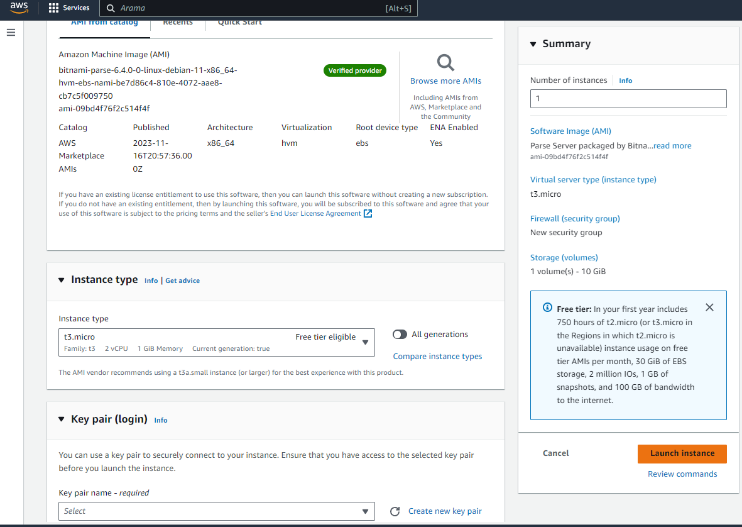 aws
Services
Arama
[Alt+S]
AMI from catalog
Recents
Quick Start
Amazon Machine Image (AMI)
bitnami-parse-6.4.0-0-linux-debian-11-x86_64-
hvm-ebs-nami-be7d86c4-810e-4072-aae8-
cb7c5f009750
ami-09bd4f76f2c514f4f
Verified provider
Browse more AMIs
Including AMIs from
AWS, Marketplace and
the Community
Catalog Published Architecture Virtualization Root device type ENA Enabled
AWS 2023-11- x86_64 hvm ebs Yes
Marketplace 16T20:57:36.00
AMIs 0Z
If you have an existing license entitlement to use this software, then you can launch this software without creating a new subscription.
If you do not have an existing entitlement, then by launching this software, you will be subscribed to this software and agree that your
use of this software is subject to the pricing terms and the seller's End User License Agreement
Instance type Info | Get advice
Instance type
t3.micro Free tier eligible
Family: t3 2 vCPU 1 GiB Memory Current generation: true
All generations
Compare instance types
The AMI vendor recommends using a t3a.small instance (or larger) for the best experience with this product.
Key pair (login) Info
You can use a key pair to securely connect to your instance. Ensure that you have access to the selected key pair
before you launch the instance.
Key pair name - required
Select
Create new key pair
Summary
Number of instances Info
1
Software Image (AMI)
Parse Server packaged by Bitna...read more
ami-09bd4f76f2c514f4f
Virtual server type (instance type)
t3.micro
Firewall (security group)
New security group
Storage (volumes)
1 volume(s) - 10 GiB
Free tier: In your first year includes
750 hours of t2.micro (or t3.micro in
the Regions in which t2.micro is
unavailable) instance usage on free
tier AMIs per month, 30 GiB of EBS
storage, 2 million IOs, 1 GB of
snapshots, and 100 GB of bandwidth
to the internet.
Cancel
Launch instance
Review commands